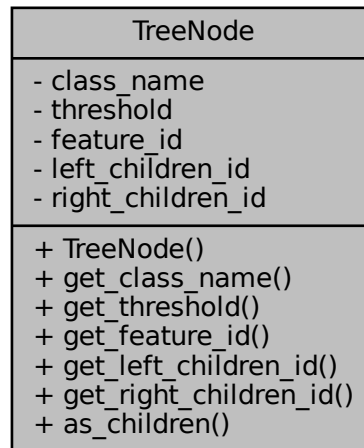 TreeNode
- class_name
- threshold
- feature_id
- left_children_id
- right_children_id
+ TreeNode()
+ get_class_name()
+ get_threshold()
+ get_feature_id()
+ get_left_children_id()
+ get_right_children_id()
+ as_children()